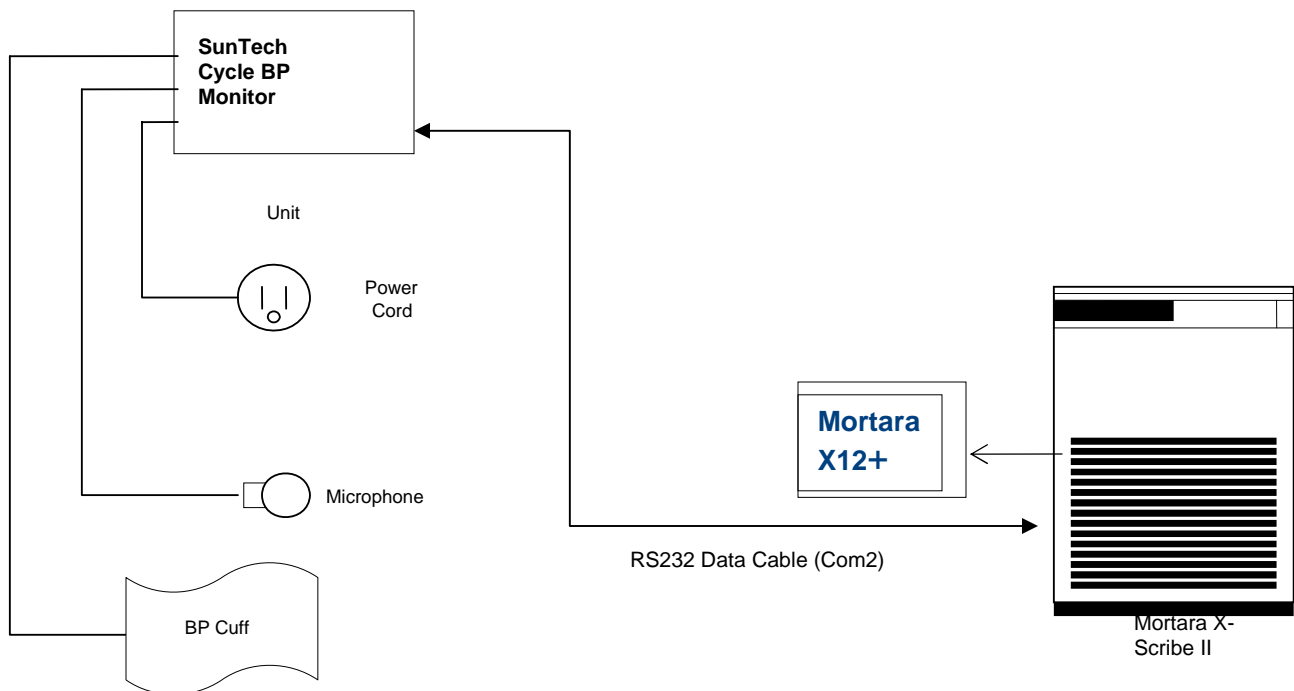 SunTech
Cycle BP
Monitor
Unit
Power
Cord
Mortara
X12+
Microphone
RS232 Data Cable (Com2)
BP Cuff
Mortara X-
Scribe II